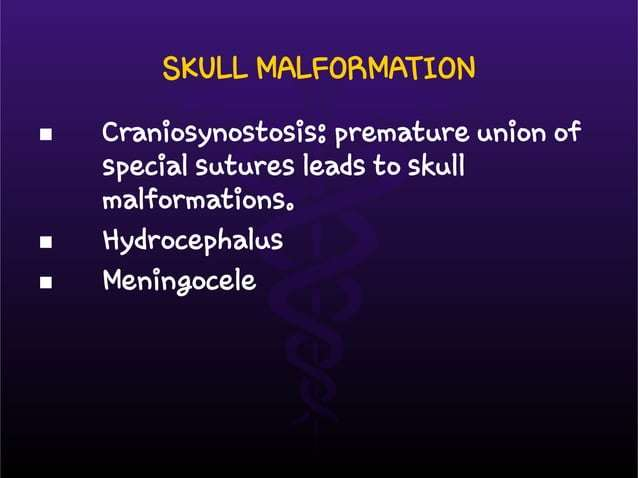 SKULL MALFORMATION
■ Craniosynostosis: premature union of
special sutures leads to skull
malformations.
■ Hydrocephalus
■ Meningocele